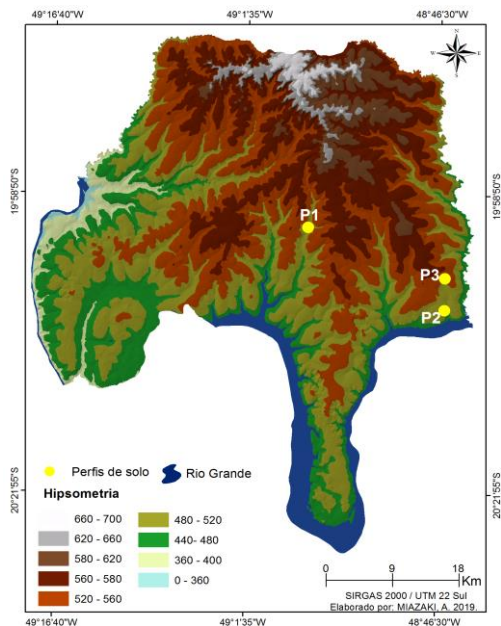 49°16'40"W 49°1'35"W 48°46'30"W
N
W E
S
19°58'50"S 19°58'50"S
P1
P3
P2
20°21'55"S 20°21'55"S
Perfis de solo Rio Grande
Hipsometria
660 - 700 480 - 520
620 - 660 440- 480
580 - 620 360 - 400
560 - 580 0 - 360
520 - 560
0 9 18
Km
SIRGAS 2000 / UTM 22 Sul
Elaborado por: MIAZAKI, A. 2019.
49°16'40"W 49°1'35"W 48°46'30"W